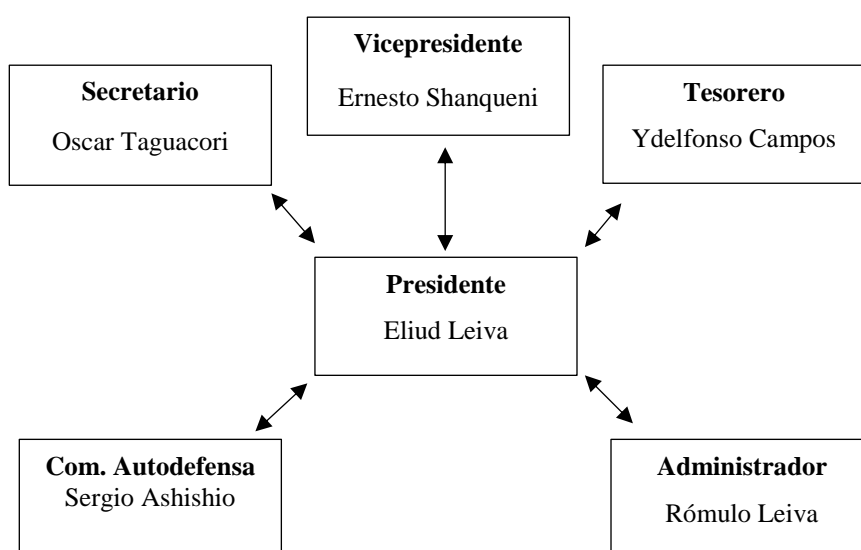 Vicepresidente
Ernesto Shanqueni
Secretario
Oscar Taguacori
Tesorero
Ydelfonso Campos
Presidente
Eliud Leiva
Com. Autodefensa
Sergio Ashishio
Administrador
Rómulo Leiva